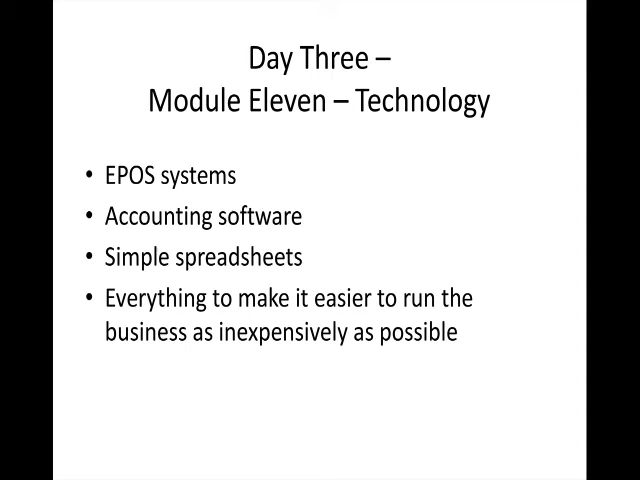 Day Three –
Module Eleven – Technology
• EPOS systems
• Accounting software
• Simple spreadsheets
• Everything to make it easier to run the
business as inexpensively as possible